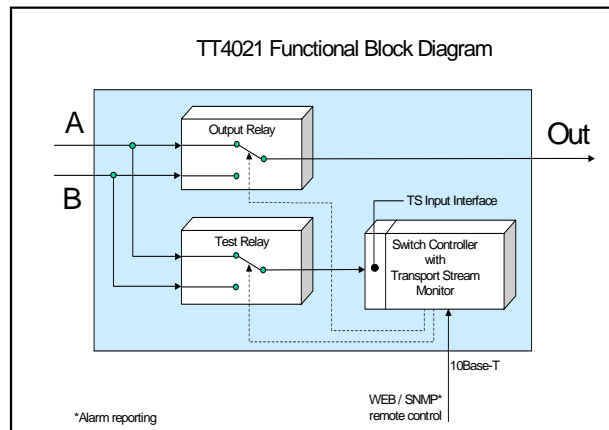 TT4021 Functional Block Diagram
A
Output Relay
Out
B
TS Input Interface
Test Relay
Switch Controller
with
Transport Stream
Monitor
10Base-T
WEB / SNMP*
remote control
*Alarm reporting